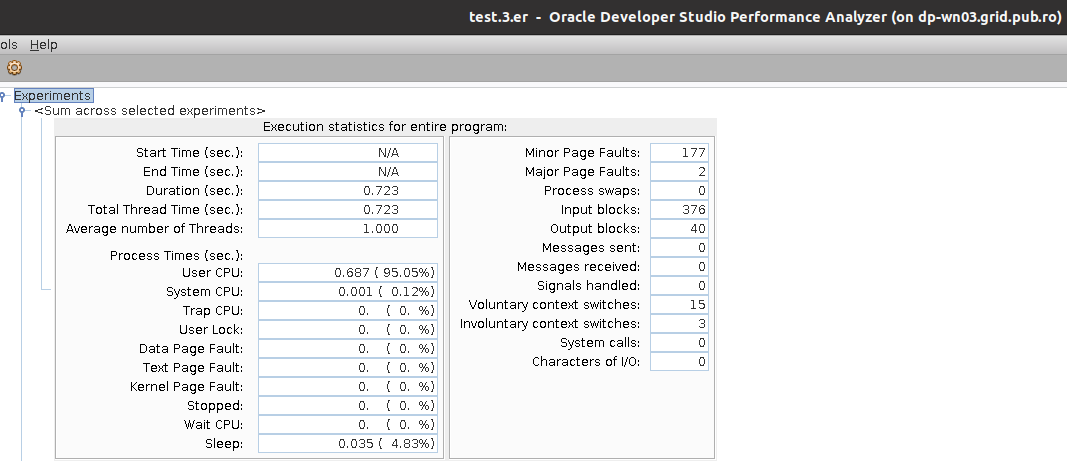 test.3.er - Oracle Developer Studio Performance Analyzer (on dp-wn03.grid.pub.ro)
ols Help
Experiments
<Sum across selected experiments>
Execution statistics for entire program:
Start Time (sec.): N/A
End Time (sec.): N/A
Duration (sec.): 0.723
Total Thread Time (sec.): 0.723
Average number of Threads: 1.000
Process Times (sec.):
User CPU: 0.687 ( 95.05%)
System CPU: 0.001 ( 0.12%)
Trap CPU: 0. ( 0. %)
User Lock: 0. ( 0. %)
Data Page Fault: 0. ( 0. %)
Text Page Fault: 0. ( 0. %)
Kernel Page Fault: 0. ( 0. %)
Stopped: 0. ( 0. %)
Wait CPU: 0. ( 0. %)
Sleep: 0.035 ( 4.83%)
Minor Page Faults: 177
Major Page Faults: 2
Process swaps: 0
Input blocks: 376
Output blocks: 40
Messages sent: 0
Messages received: 0
Signals handled: 0
Voluntary context switches: 15
Involuntary context switches: 3
System calls: 0
Characters of I/O: 0